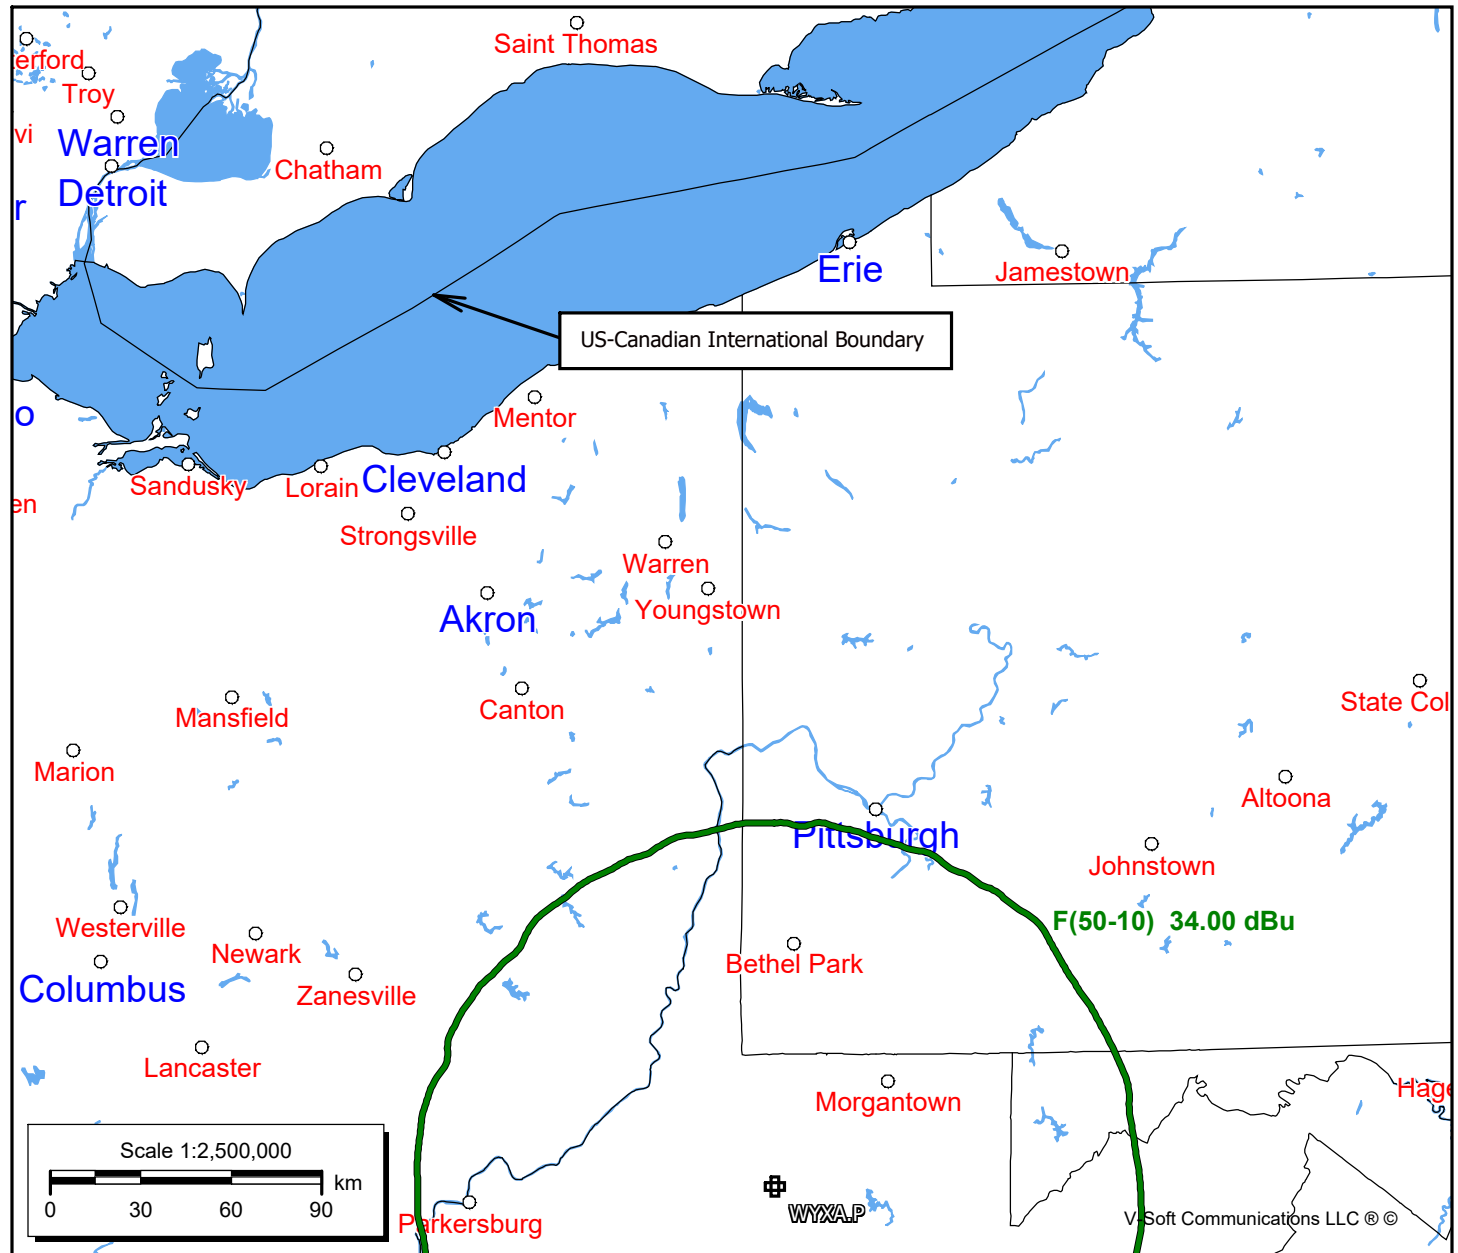 Saint Thomas
erford
Troy
vi
Warren
Chatham
Detroit
r
Erie
Jamestown
US-Canadian International Boundary
o
Mentor
Sandusky
Lorain
Cleveland
en
Strongsville
Warren
Akron
Youngstown
State Col
Mansfield
Canton
Marion
Altoona
Pittsburgh
Johnstown
Westerville
F(50-10) 34.00 dBu
Newark
Bethel Park
Columbus
Zanesville
Lancaster
Morgantown
Hage
Scale 1:2,500,000
km
0 30 60 90
Parkersburg
WYXA.P
V-Soft Communications LLC ® ©